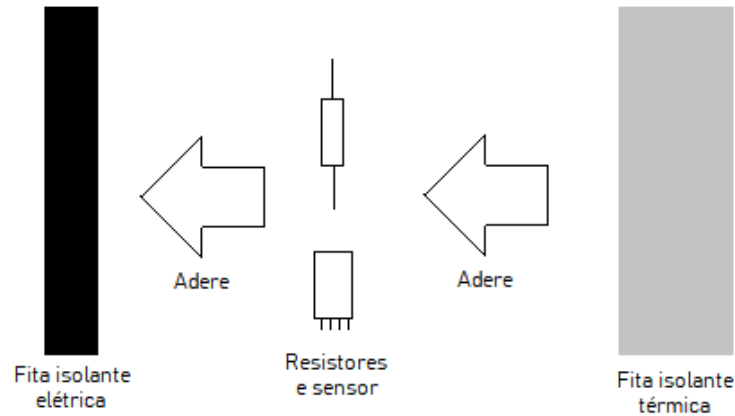 Adere
Adere
Fita isolante
elétrica
Resistores
e sensor
Fita isolante
térmica